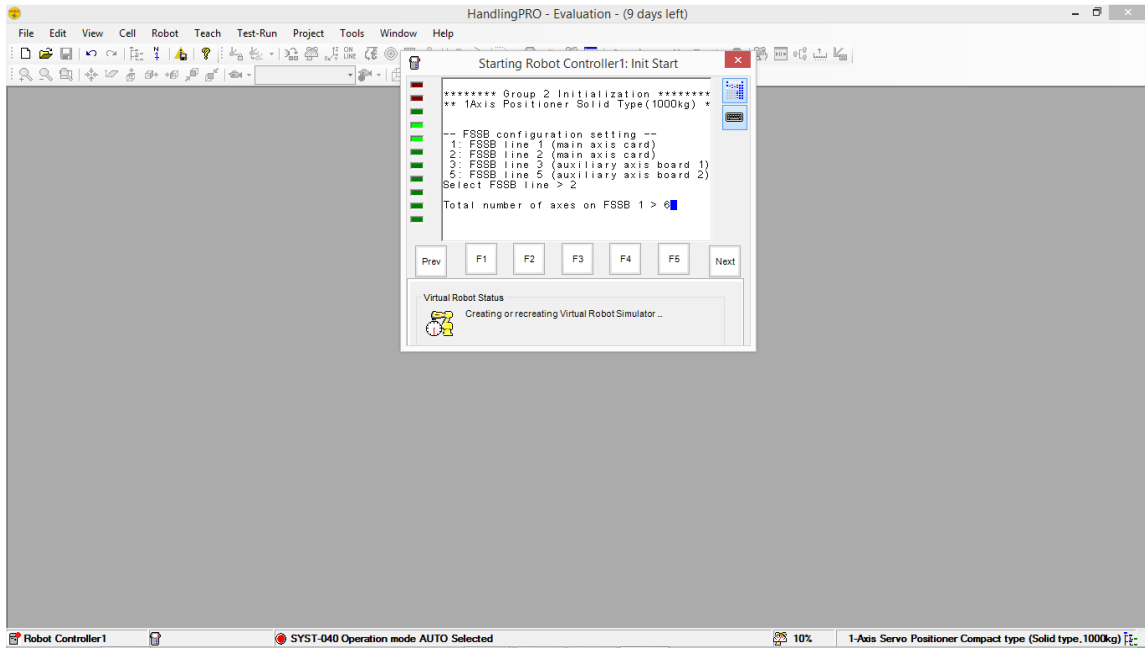 HandlingPRO - Evaluation - (9 days left)
File Edit View Cell Robot Teach Test-Run Project Tools Window Help
Starting Robot Controller1: Init Start
******** Group 2 Initialization ********
** 1Axis Positioner Solid Type(1000kg) *
-- FSSB configuration setting --
1: FSSB line 1 (main axis card)
2: FSSB line 2 (main axis card)
3: FSSB line 3 (auxiliary axis board 1)
5: FSSB line 5 (auxiliary axis board 2)
Select FSSB line > 2
Total number of axes on FSSB 1 > 6
Prev F1 F2 F3 F4 F5 Next
Virtual Robot Status
Creating or recreating Virtual Robot Simulator ..
Robot Controller1 SYST-040 Operation mode AUTO Selected 10% 1-Axis Servo Positioner Compact type (Solid type,1000kg)